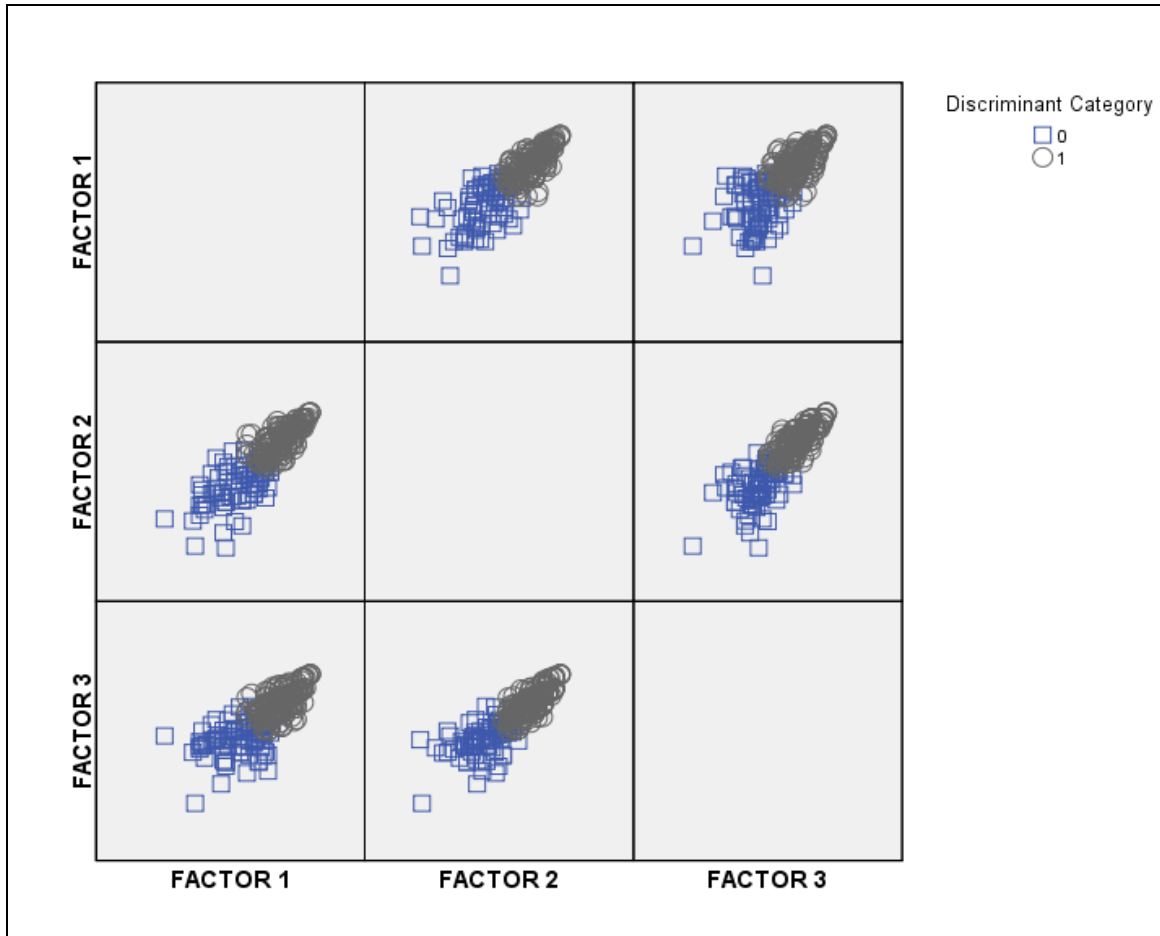 Discriminant Category
0
1
FACTOR 1
FACTOR 2
FACTOR 3
FACTOR 1
FACTOR 2
FACTOR 3